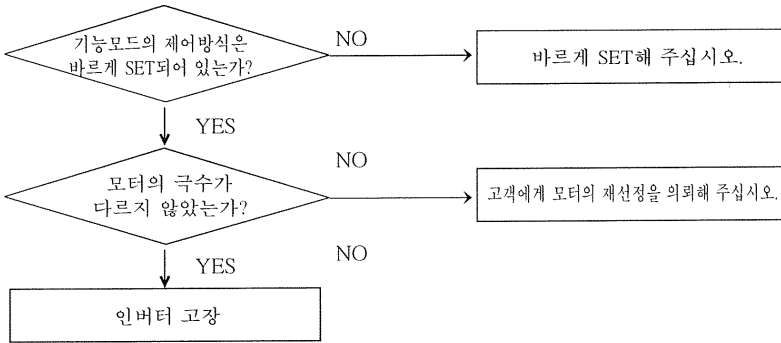 기능모드의 제어방식은
바르게 SET되어 있는가?
NO
바르게 SET해 주십시오.
YES
모터의 극수가
다르지 않았는가?
NO
고객에게 모터의 재선정을 의뢰해 주십시오.
YES
NO
인버터 고장